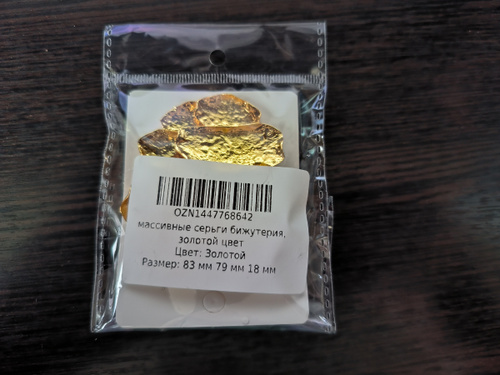 OZN1447768642
массивные серьги бижутерия,
золотой цвет
Цвет: Золотой
Размер: 83 мм 79 мм 18 мм